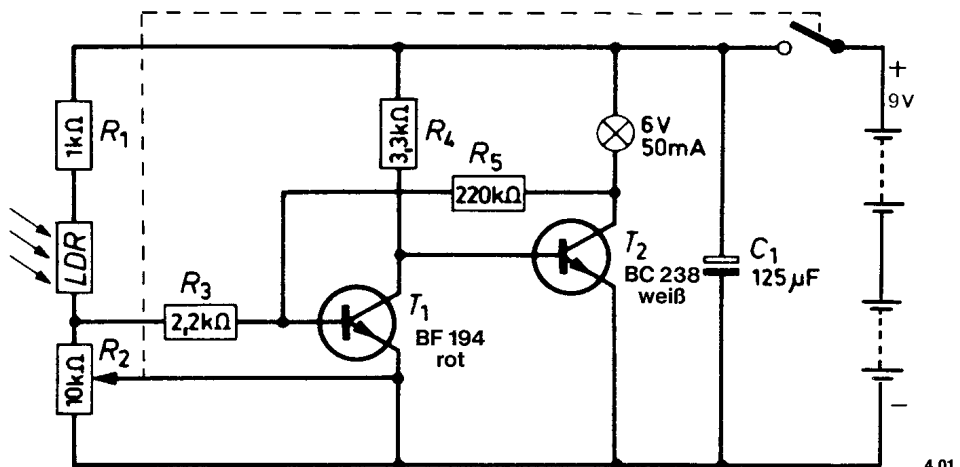 +
9V
1kΩ
R1
3,3kΩ
R4
6V
50mA
R5
220kΩ
LDR
T2
BC 238
weiß
C1
125µF
R3
2,2kΩ
T1
BF 194
rot
R2
10kΩ
−
4.01